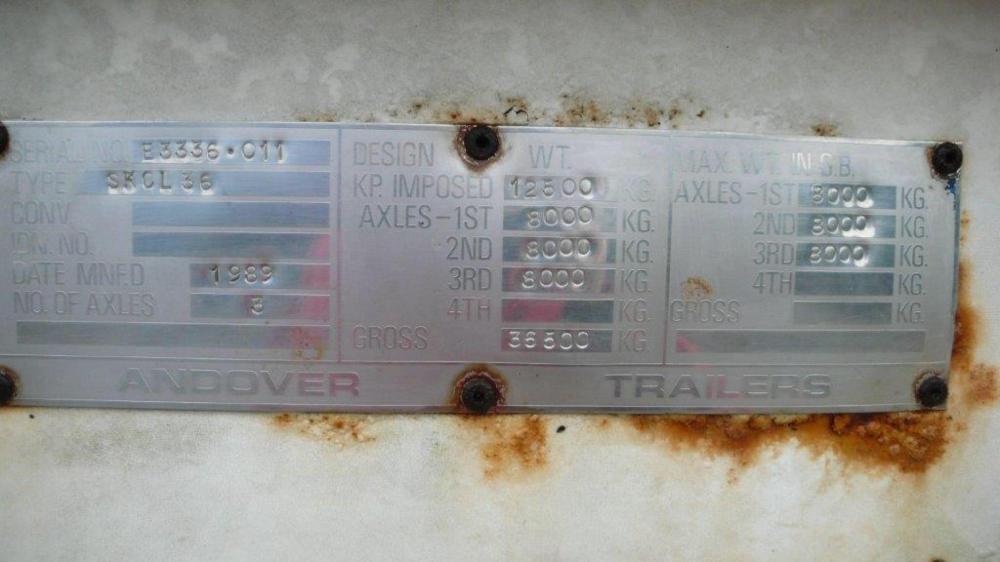 SERIAL NO. E3336·011
TYPE SKCL36
CONV.
IDN. NO.
DATE MNF.D 1989
NO. OF AXLES 3
DESIGN WT.
KP. IMPOSED 12500 KG.
AXLES-1ST 8000 KG.
2ND 8000 KG.
3RD 8000 KG.
4TH KG.
GROSS 36500 KG.
MAX. WT. IN G.B.
AXLES-1ST 8000 KG.
2ND 8000 KG.
3RD 8000 KG.
4TH KG.
GROSS KG.
ANDOVER TRAILERS